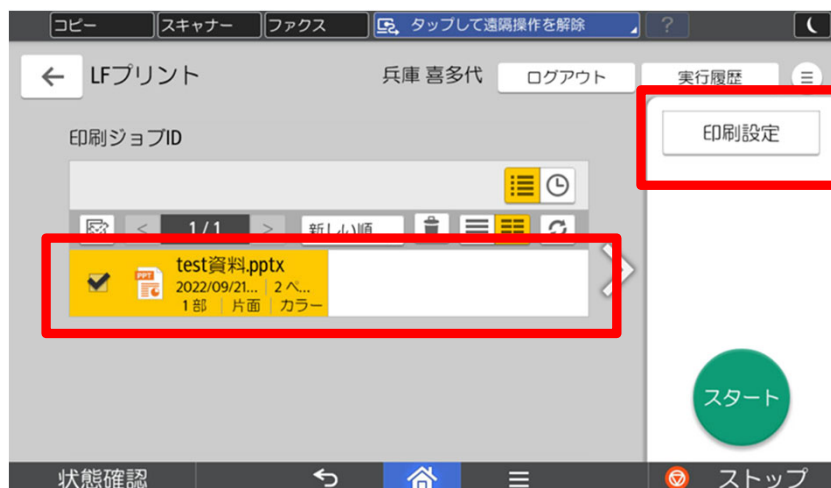 コピー スキャナー ファクス タップして遠隔操作を解除 ?
← LFプリント 兵庫 喜多代 ログアウト 実行履歴
印刷設定
印刷ジョブID
< 1/1 > 新しい順
test資料.pptx
PPT 2022/09/21... | 2 ペ...
1 部 | 片面 | カラー
スタート
状態確認 ストップ